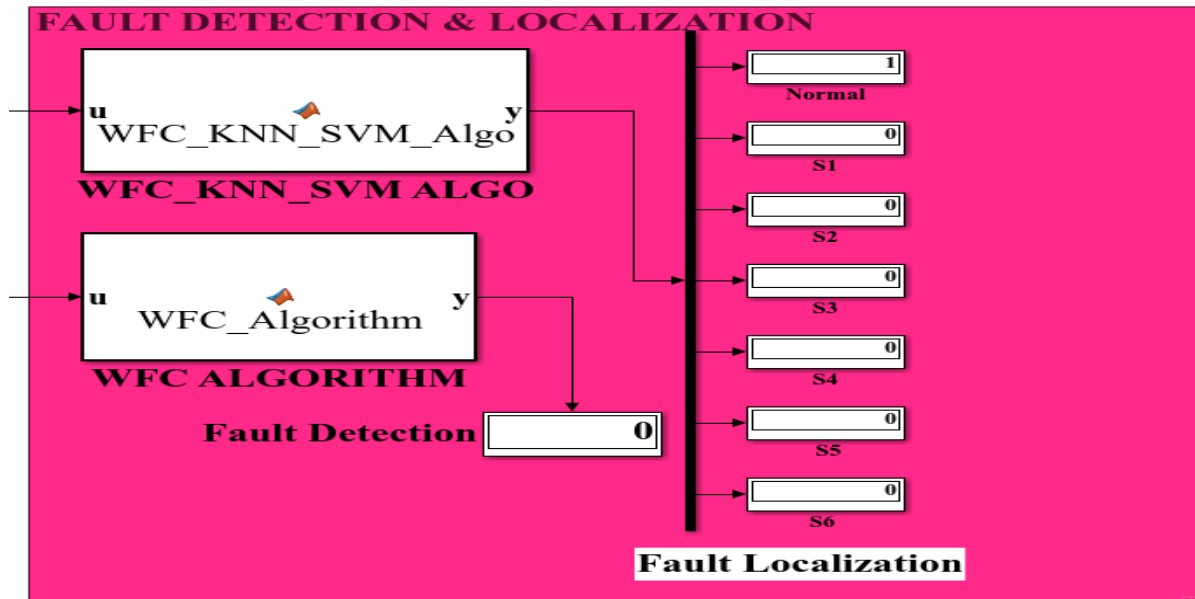 FAULT DETECTION & LOCALIZATION
u
y
WFC_KNN_SVM_Algo
WFC_KNN_SVM ALGO
u
y
WFC_Algorithm
WFC ALGORITHM
Fault Detection
0
1
Normal
0
S1
0
S2
0
S3
0
S4
0
S5
0
S6
Fault Localization